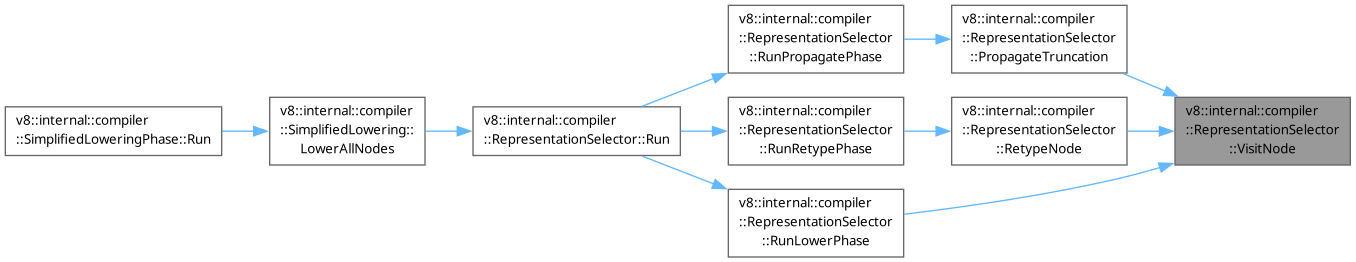 v8::internal::compiler
::SimplifiedLoweringPhase::Run
v8::internal::compiler
::SimplifiedLowering::
LowerAllNodes
v8::internal::compiler
::RepresentationSelector::Run
v8::internal::compiler
::RepresentationSelector
::RunPropagatePhase
v8::internal::compiler
::RepresentationSelector
::PropagateTruncation
v8::internal::compiler
::RepresentationSelector
::RunRetypePhase
v8::internal::compiler
::RepresentationSelector
::RetypeNode
v8::internal::compiler
::RepresentationSelector
::RunLowerPhase
v8::internal::compiler
::RepresentationSelector
::VisitNode